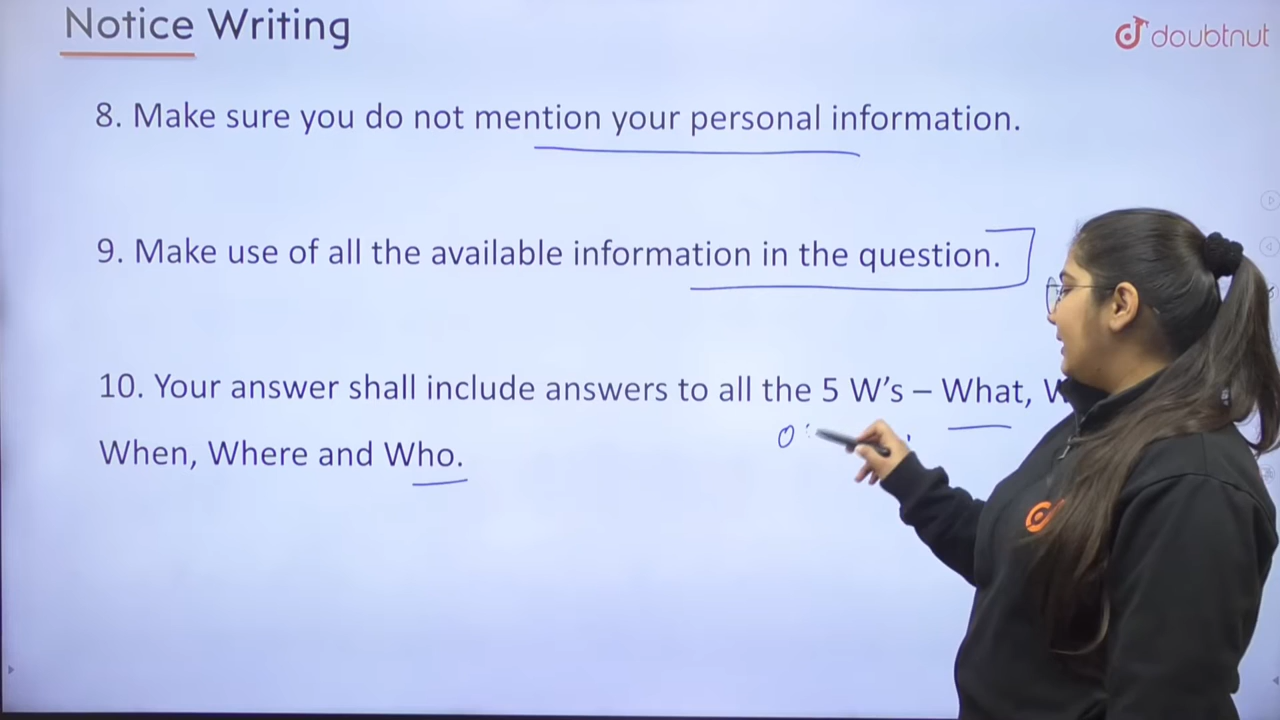 Notice Writing
doubtnut
8. Make sure you do not mention your personal information.
9. Make use of all the available information in the question.
10. Your answer shall include answers to all the 5 W's – What,
When, Where and Who.